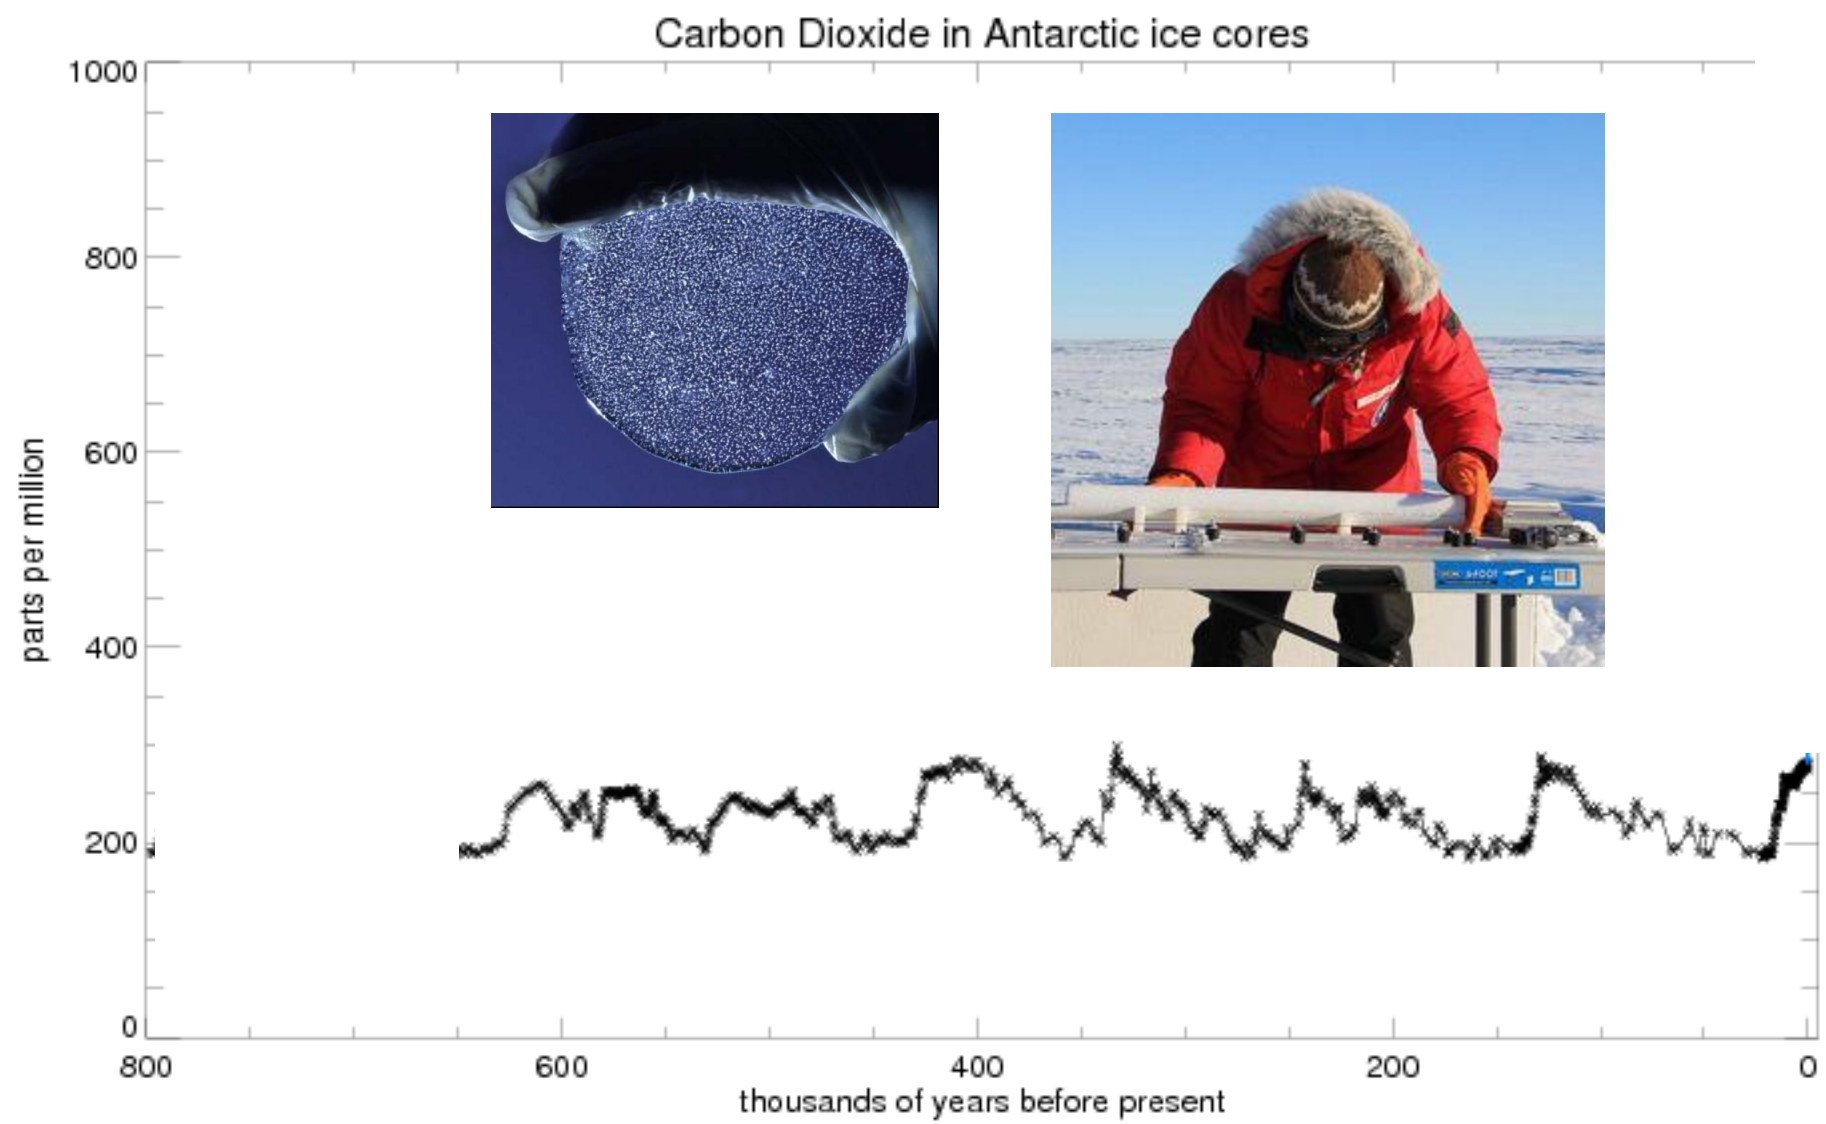 Carbon Dioxide in Antarctic ice cores
1000
800
600
400
200
0
parts per million
800 600 400 200 0
thousands of years before present